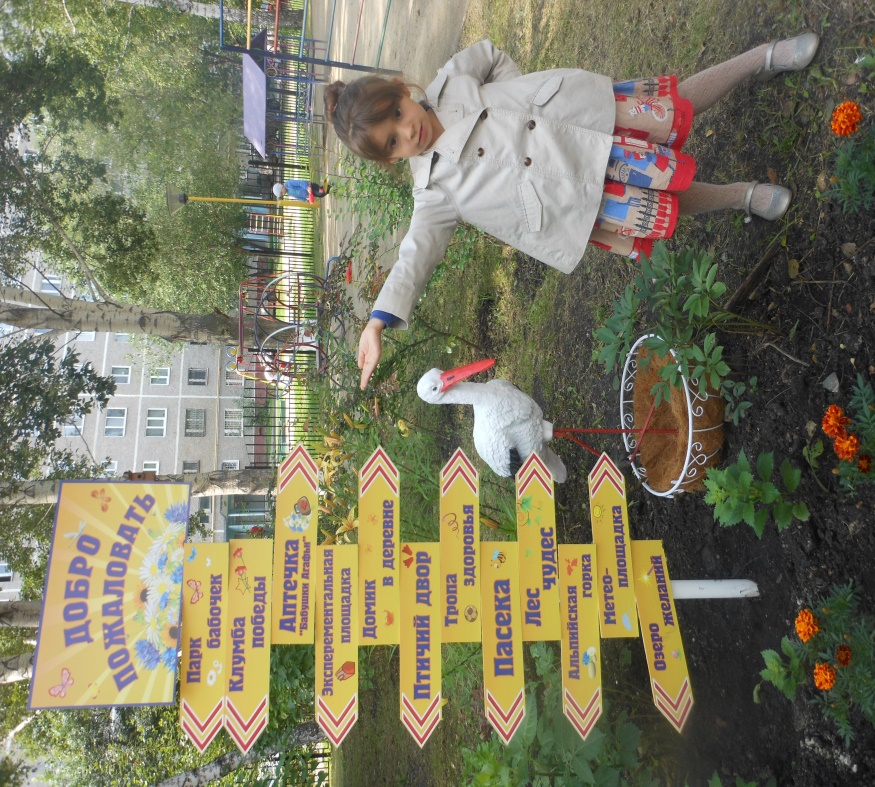 ДОБРО
ПОЖАЛОВАТЬ
Парк
бабочек
Клумба
победы
Аптечка
"Бабушки Агафьи"
Эксперементальная
площадка
Домик
в деревне
Птичий двор
Тропа
здоровья
Пасека
Лес
чудес
Альпийская
горка
Метео-
площадка
Озеро
желаний